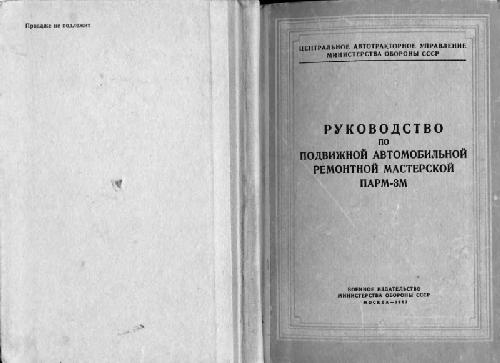 Продаже не подлежит
ЦЕНТРАЛЬНОЕ АВТОТРАКТОРНОЕ УПРАВЛЕНИЕ
МИНИСТЕРСТВА ОБОРОНЫ СССР
РУКОВОДСТВО
ПО
ПОДВИЖНОЙ АВТОМОБИЛЬНОЙ
РЕМОНТНОЙ МАСТЕРСКОЙ
ПАРМ-3М
ВОЕННОЕ ИЗДАТЕЛЬСТВО
МИНИСТЕРСТВА ОБОРОНЫ СССР
МОСКВА